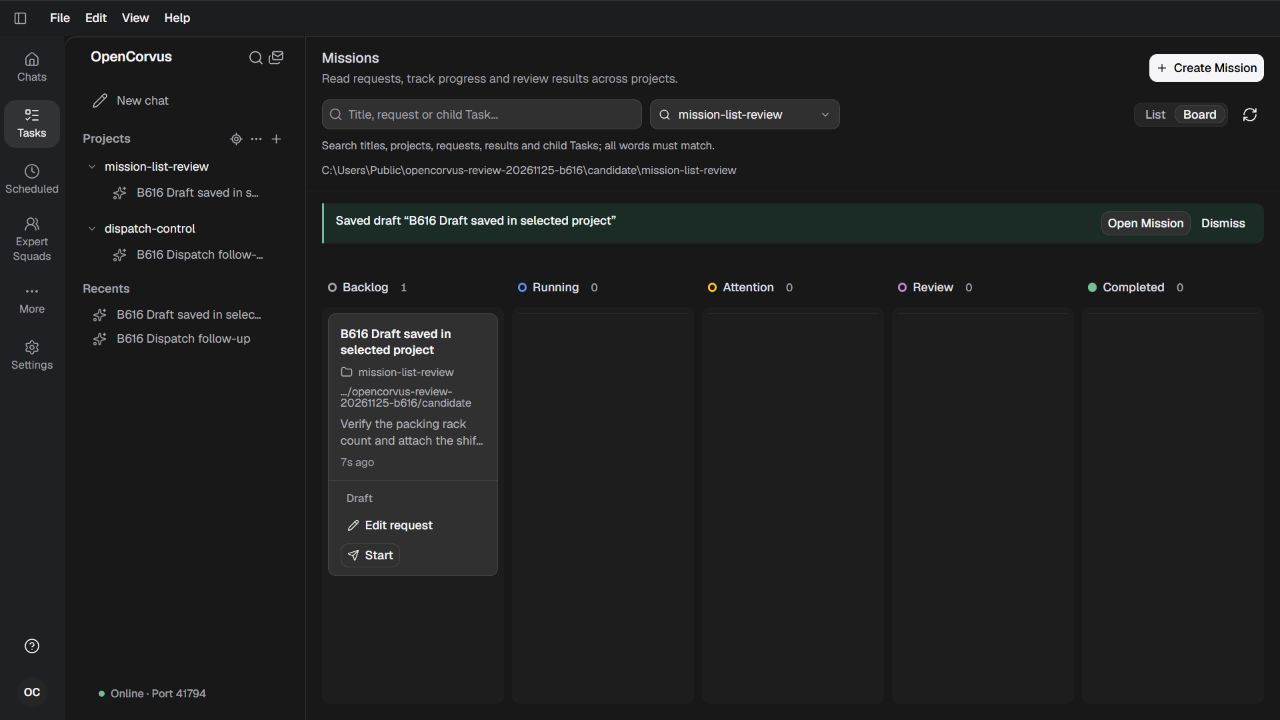 File Edit View Help
Chats
Tasks
Scheduled
Expert
Squads
More
Settings
OC
OpenCorvus
New chat
Projects
mission-list-review
B616 Draft saved in s...
dispatch-control
B616 Dispatch follow-...
Recents
B616 Draft saved in selec...
B616 Dispatch follow-up
Online · Port 41794
Missions
Read requests, track progress and review results across projects.
Create Mission
Title, request or child Task...
mission-list-review
List Board
Search titles, projects, requests, results and child Tasks; all words must match.
C:\Users\Public\opencorvus-review-20261125-b616\candidate\mission-list-review
Saved draft “B616 Draft saved in selected project”
Open Mission Dismiss
Backlog 1
Running 0
Attention 0
Review 0
Completed 0
B616 Draft saved in
selected project
mission-list-review
.../opencorvus-review-
20261125-b616/candidate
Verify the packing rack
count and attach the shif...
7s ago
Draft
Edit request
Start